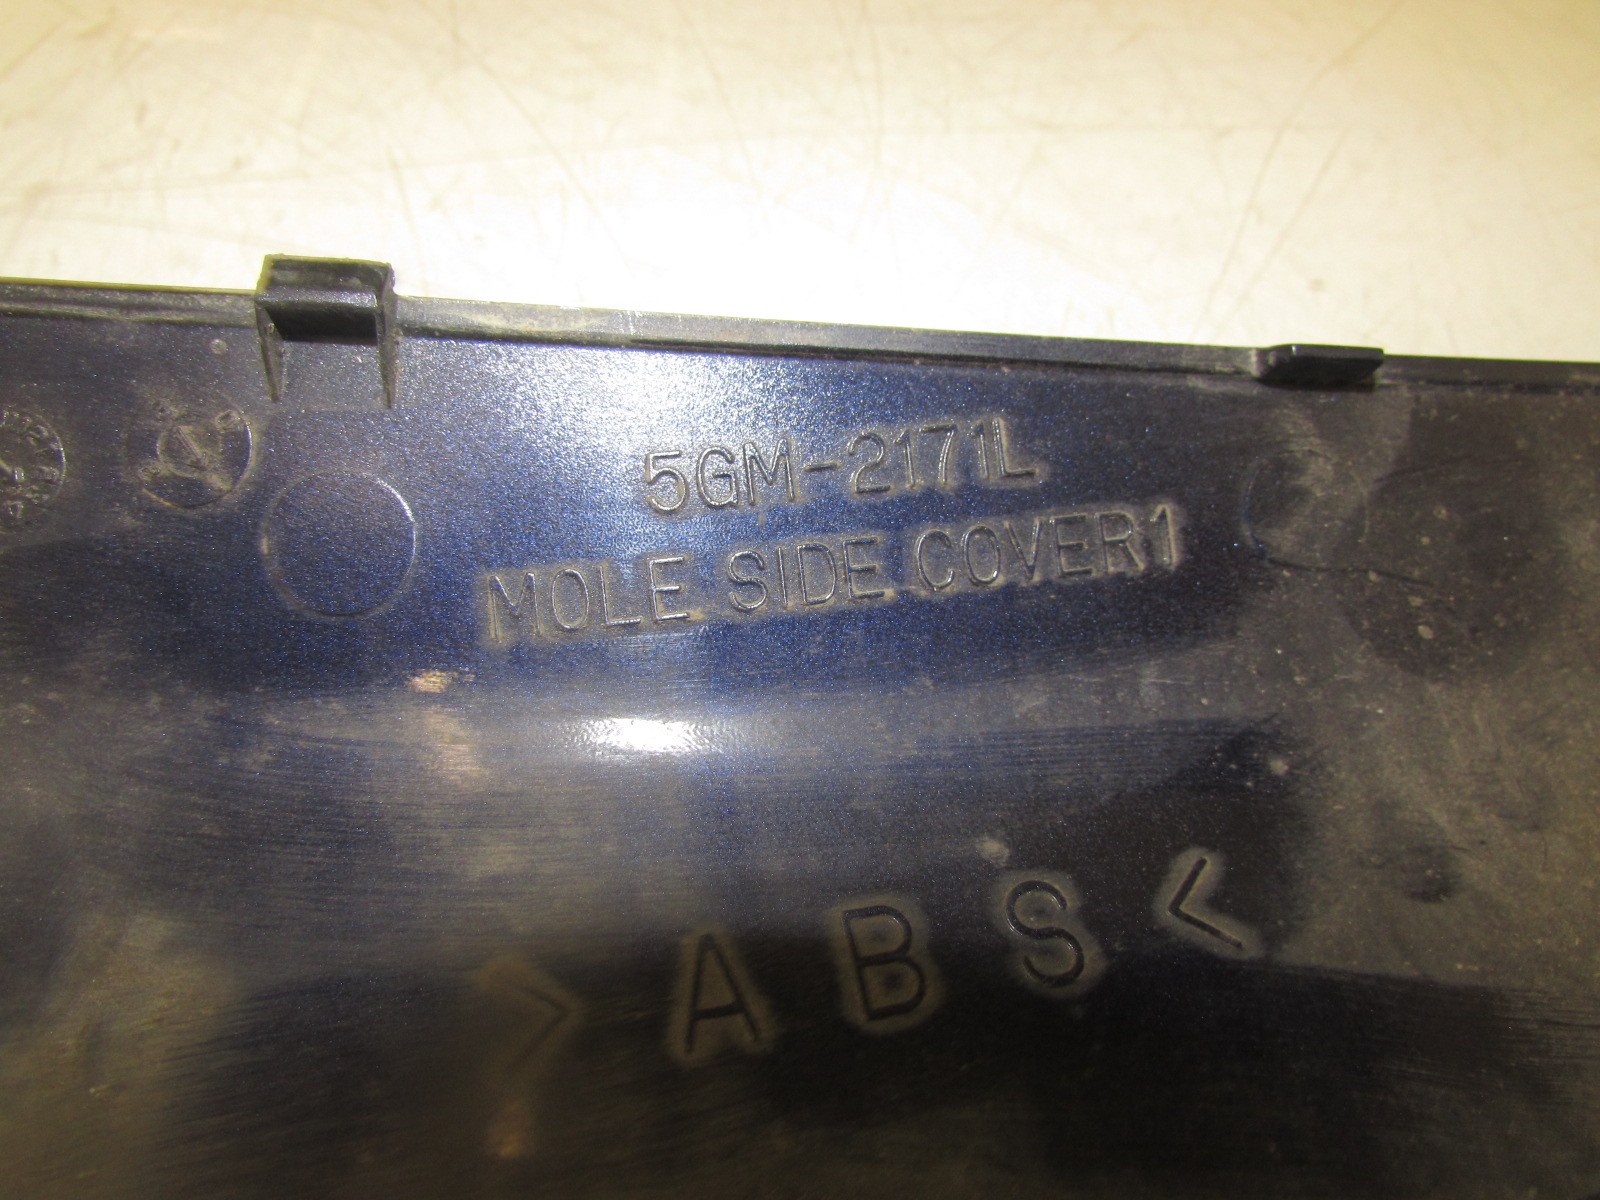 5GM-2171L
MOLE SIDE COVER1
>ABS<